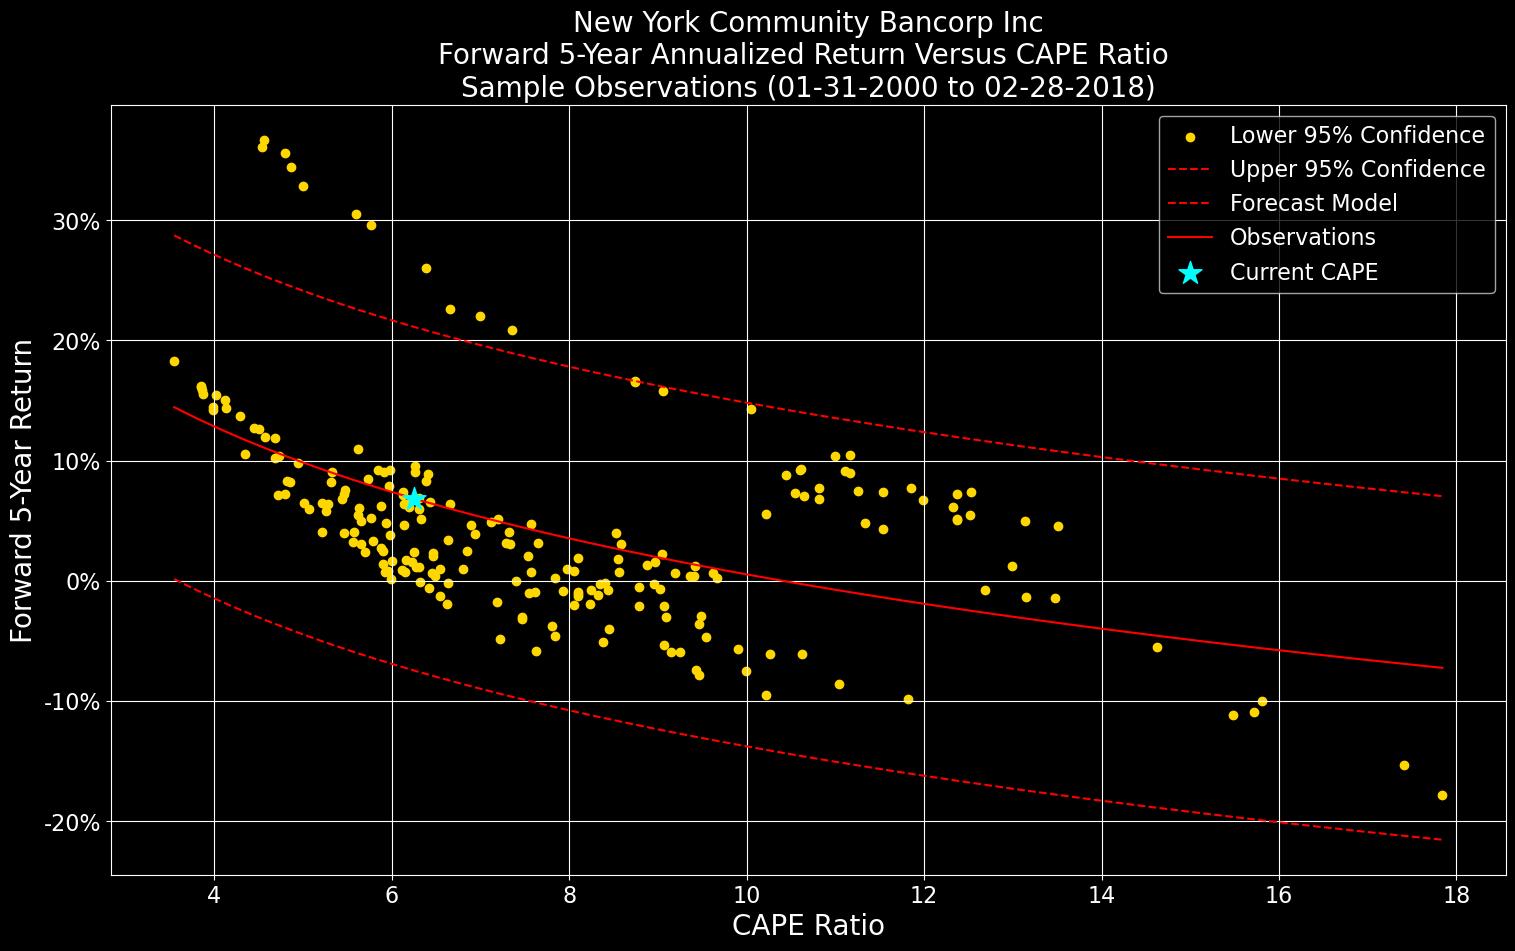 New York Community Bancorp Inc
Forward 5-Year Annualized Return Versus CAPE Ratio
Sample Observations (01-31-2000 to 02-28-2018)
Lower 95% Confidence
Upper 95% Confidence
Forecast Model
Observations
Current CAPE
Forward 5-Year Return
30%
20%
10%
0%
-10%
-20%
4 6 8 10 12 14 16 18
CAPE Ratio